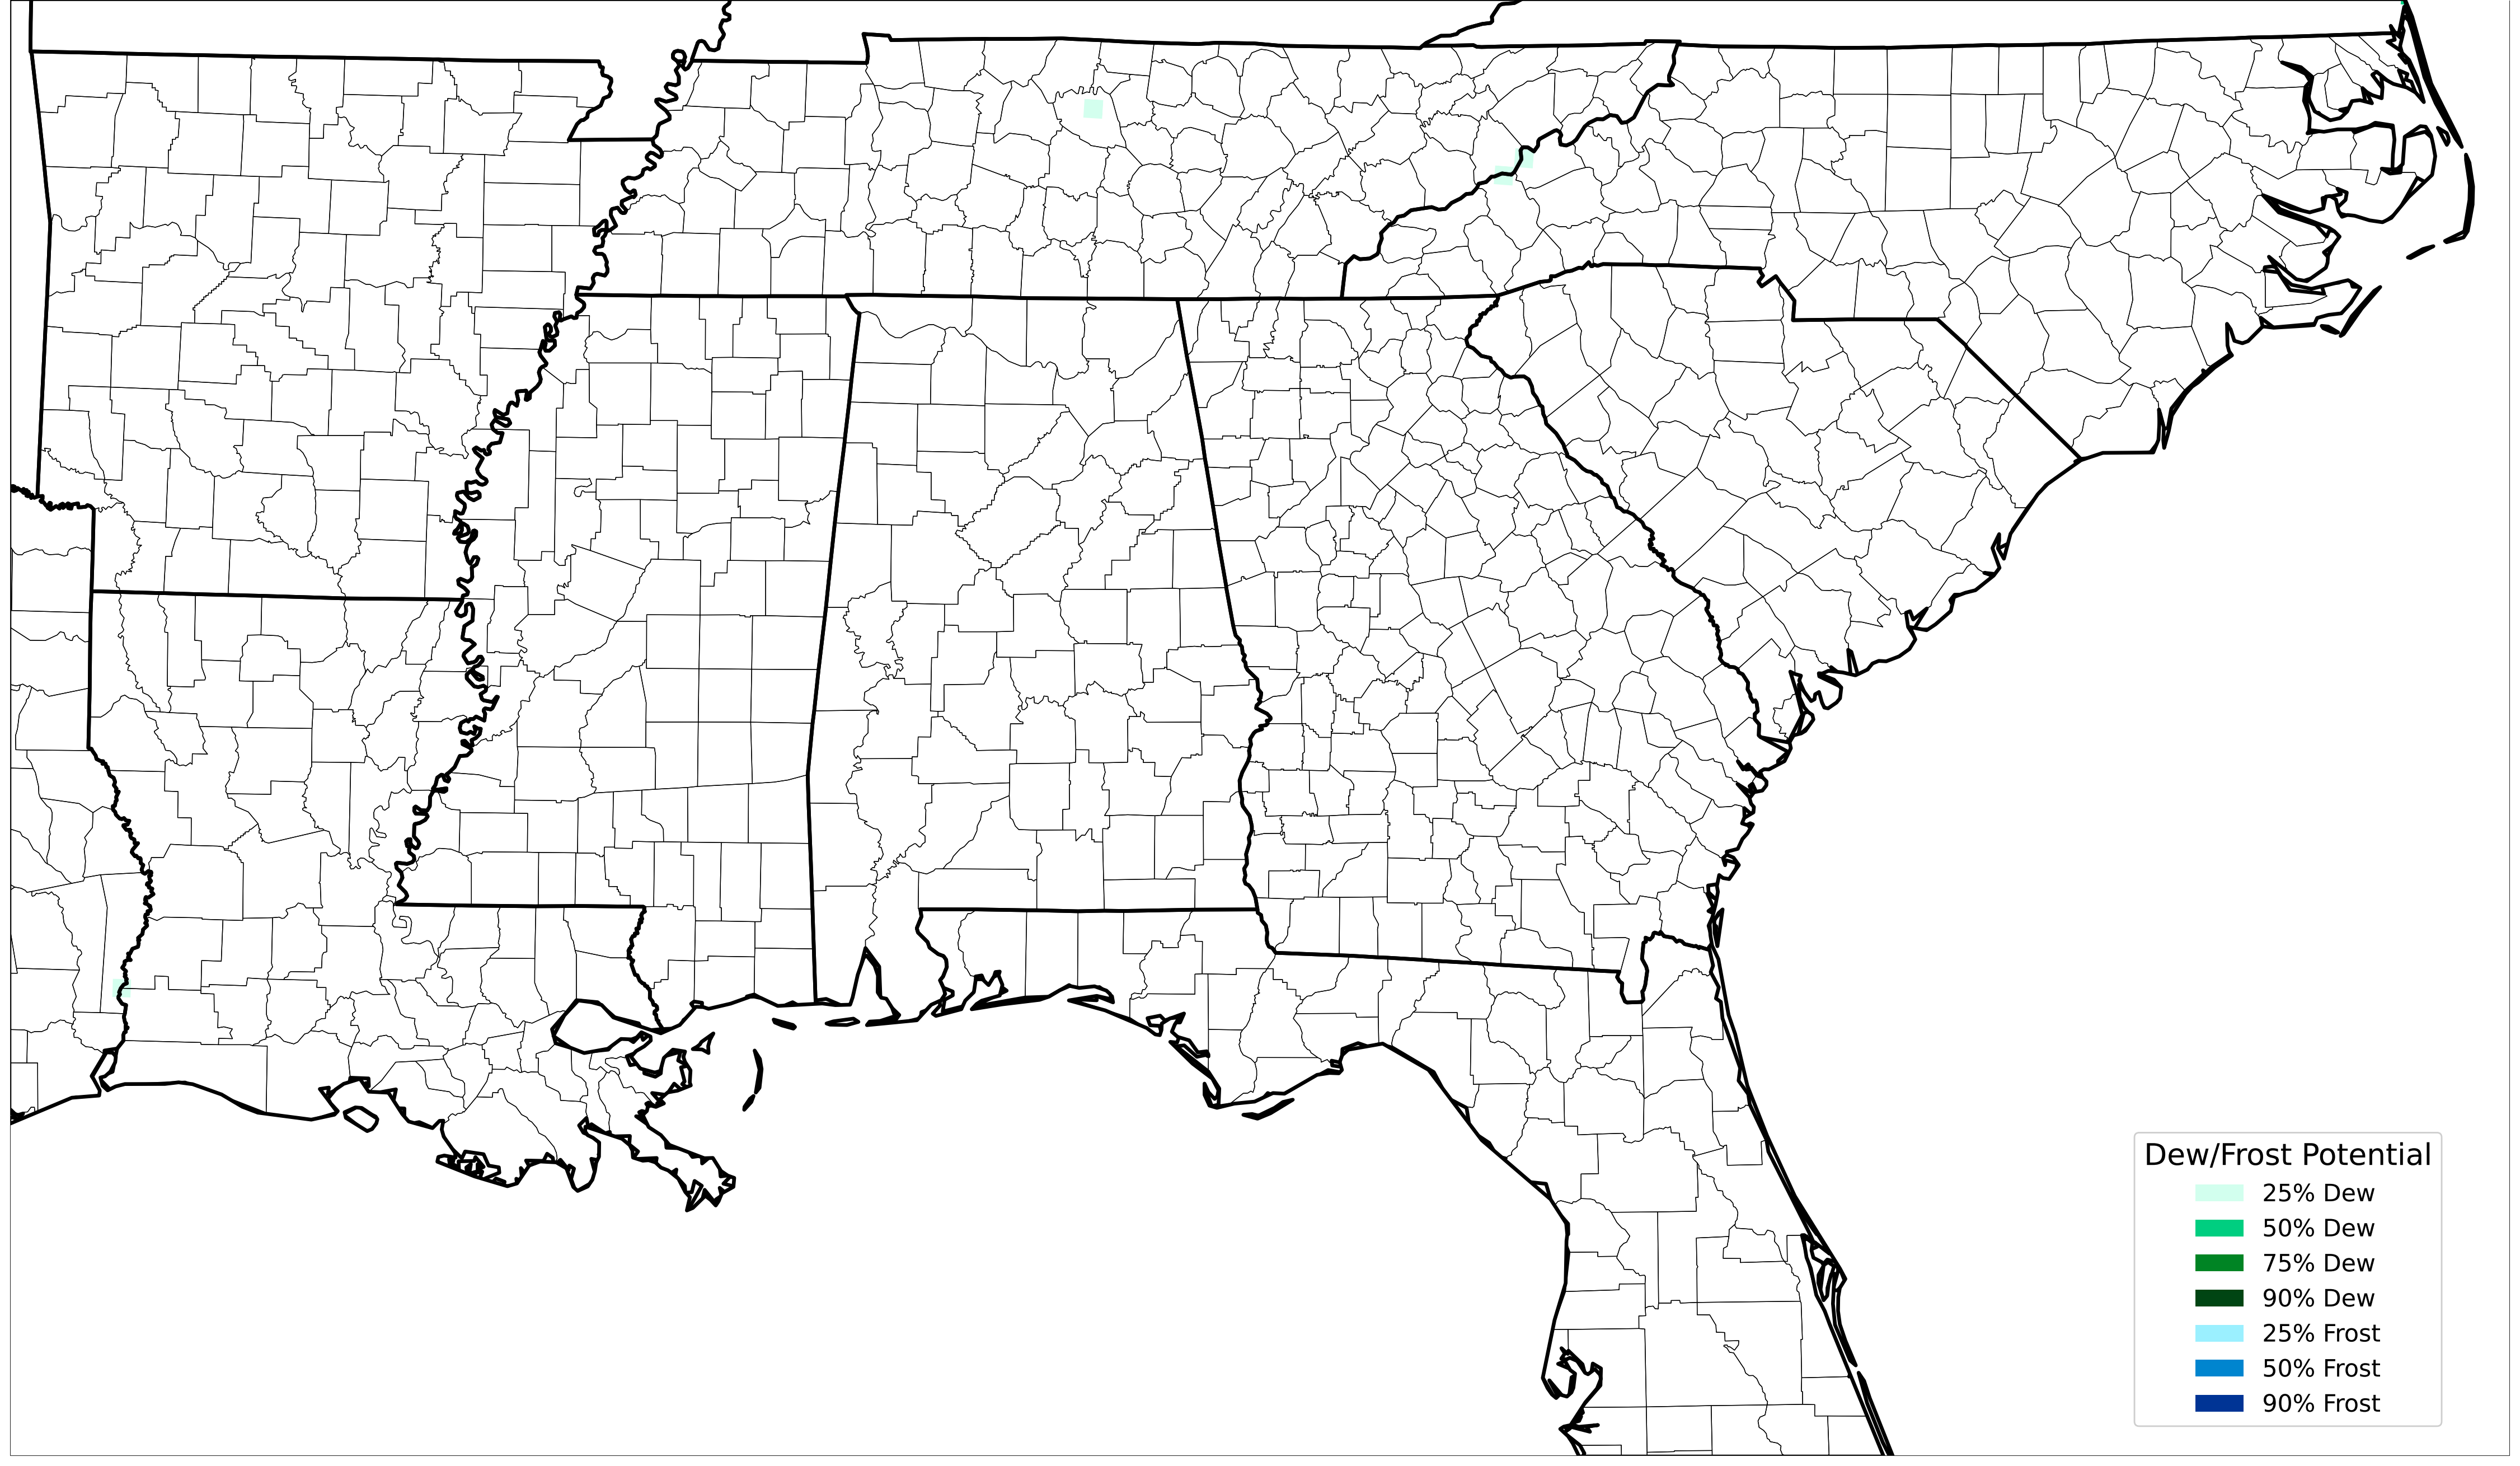 Dew/Frost Potential
25% Dew
50% Dew
75% Dew
90% Dew
25% Frost
50% Frost
90% Frost